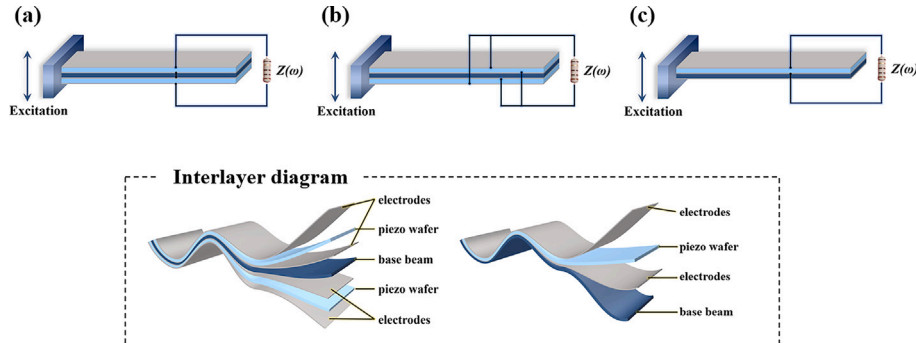 (a)
(b)
(c)
Z(ω)
Z(ω)
Z(ω)
Excitation
Excitation
Excitation
Interlayer diagram
electrodes
piezo wafer
base beam
piezo wafer
electrodes
electrodes
piezo wafer
electrodes
base beam